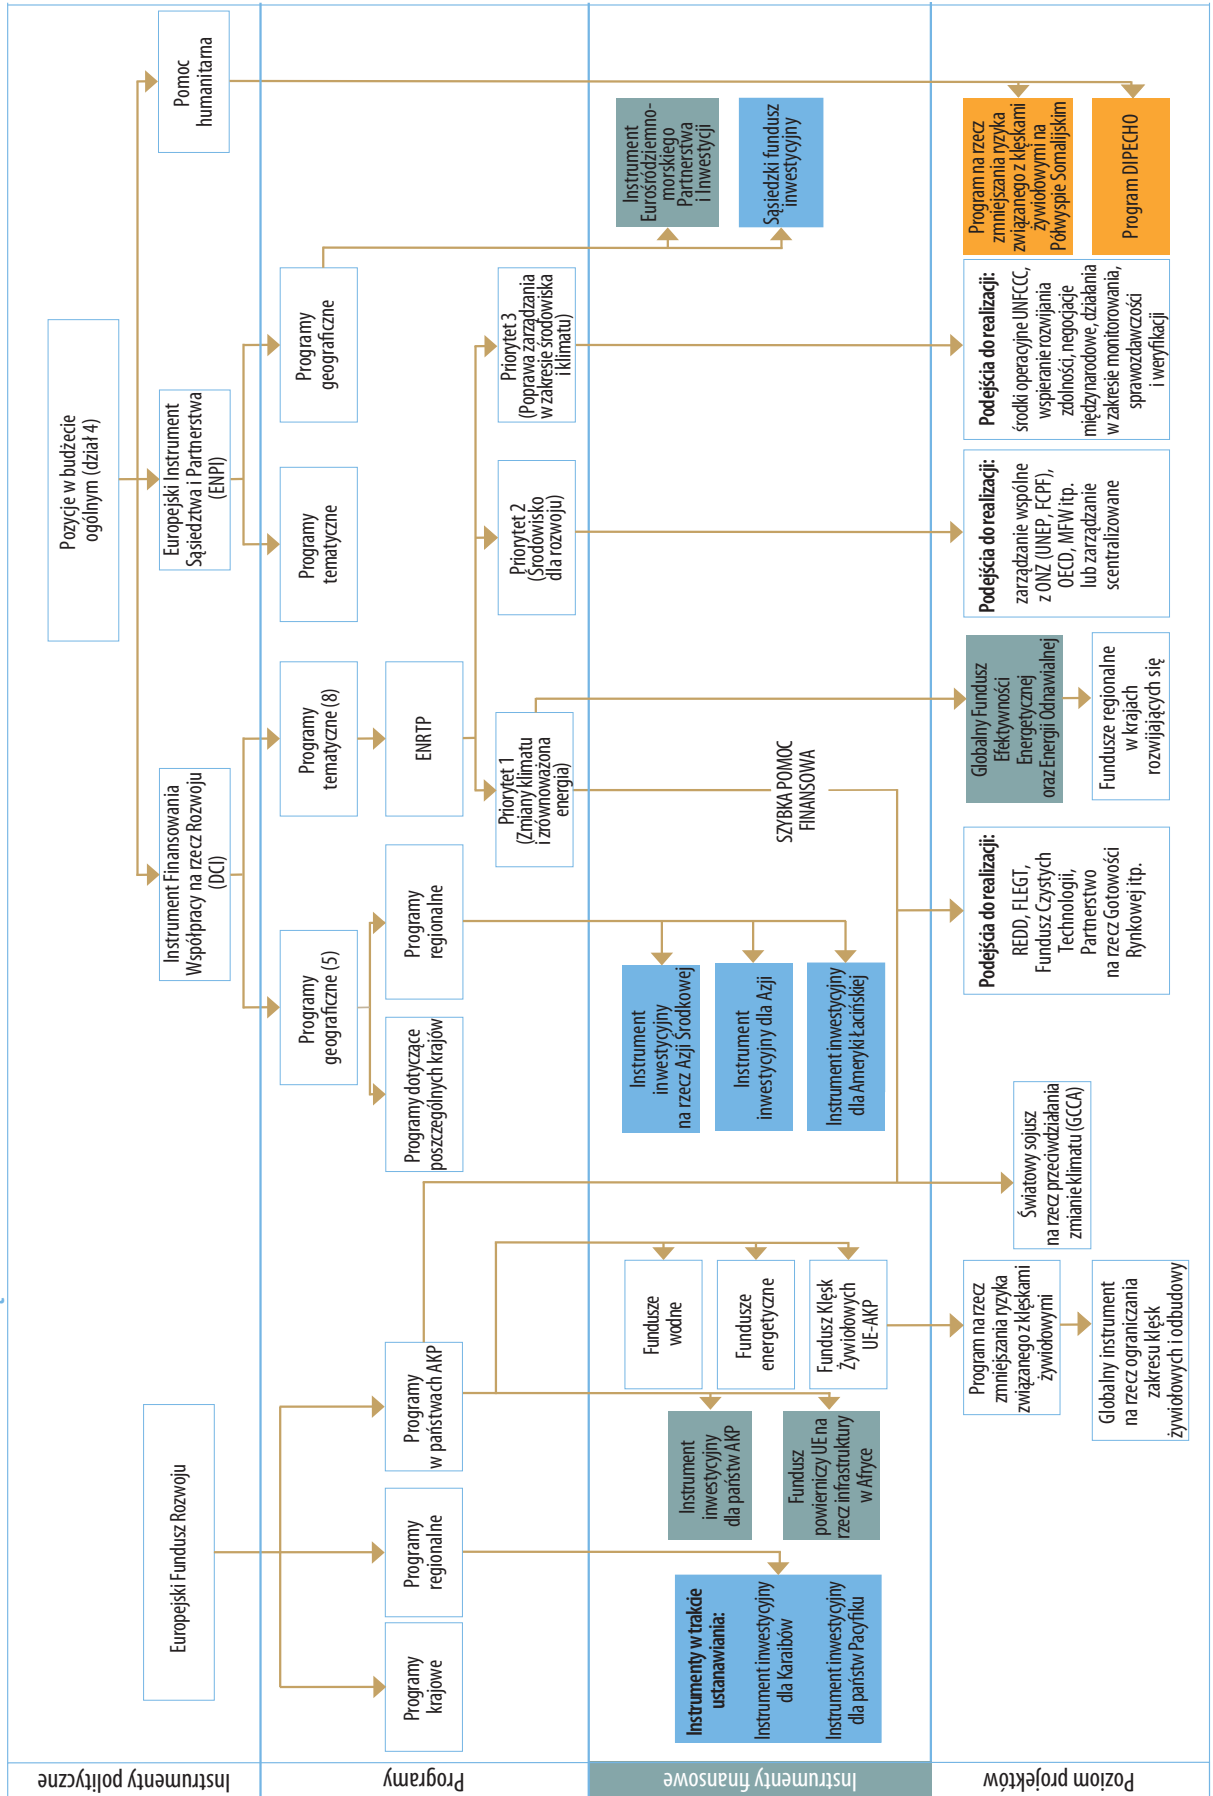 Instrumenty polityczne
Europejski Fundusz Rozwoju
Pozycje w budżecie
ogólnym (dział 4)
Instrument Finansowania
Współpracy na rzecz Rozwoju
(DCI)
Europejski Instrument
Sąsiedztwa i Partnerstwa
(ENPI)
Pomoc
humanitarna
Programy
Programy
krajowe
Programy
regionalne
Programy
w państwach AKP
Programy
geograficzne (5)
Programy
tematyczne (8)
Programy
tematyczne
Programy
geograficzne
Programy dotyczące
poszczególnych krajów
Programy
regionalne
ENRTP
Priorytet 1
(Zmiany klimatu
i zrównoważona
energia)
Priorytet 2
(Środowisko
dla rozwoju)
Priorytet 3
(Poprawa zarządzania
w zakresie środowiska
i klimatu)
Instrumenty finansowe
Instrumenty w trakcie
ustanawiania:
Instrument inwestycyjny
dla Karaibów
Instrument inwestycyjny
dla państw Pacyfiku
Instrument
inwestycyjny
dla państw AKP
Fundusz
powierniczy UE na
rzecz infrastruktury
w Afryce
Fundusze
wodne
Fundusze
energetyczne
Fundusz Klęsk
Żywiołowych
UE-AKP
Instrument
inwestycyjny
na rzecz Azji Środkowej
Instrument
inwestycyjny dla Azji
Instrument inwestycyjny
dla Ameryki Łacińskiej
SZYBKA POMOC
FINANSOWA
Instrument
Eurośródziemno-
morskiego
Partnerstwa
i Inwestycji
Sąsiedzki fundusz
inwestycyjny
Poziom projektów
Program na rzecz
zmniejszania ryzyka
związanego z klęskami
żywiołowymi
Globalny instrument
na rzecz ograniczania
zakresu klęsk
żywiołowych i odbudowy
Światowy sojusz
na rzecz przeciwdziałania
zmianie klimatu (GCCA)
Podejścia do realizacji:
REDD, FLEGT,
Fundusz Czystych
Technologii,
Partnerstwo
na rzecz Gotowości
Rynkowej itp.
Globalny Fundusz
Efektywności
Energetycznej
oraz Energii Odnawialnej
Fundusze regionalne
w krajach
rozwijających się
Podejścia do realizacji:
zarządzanie wspólne
z ONZ (UNEP, FCPF),
OECD, MFW itp.
lub zarządzanie
scentralizowane
Podejścia do realizacji:
środki operacyjne UNFCCC,
wspieranie rozwijania
zdolności, negocjacje
międzynarodowe, działania
w zakresie monitorowania,
sprawozdawczości
i weryfikacji
Program na rzecz
zmniejszania ryzyka
związanego z klęskami
żywiołowymi na
Półwyspie Somalijskim
Program DIPECHO